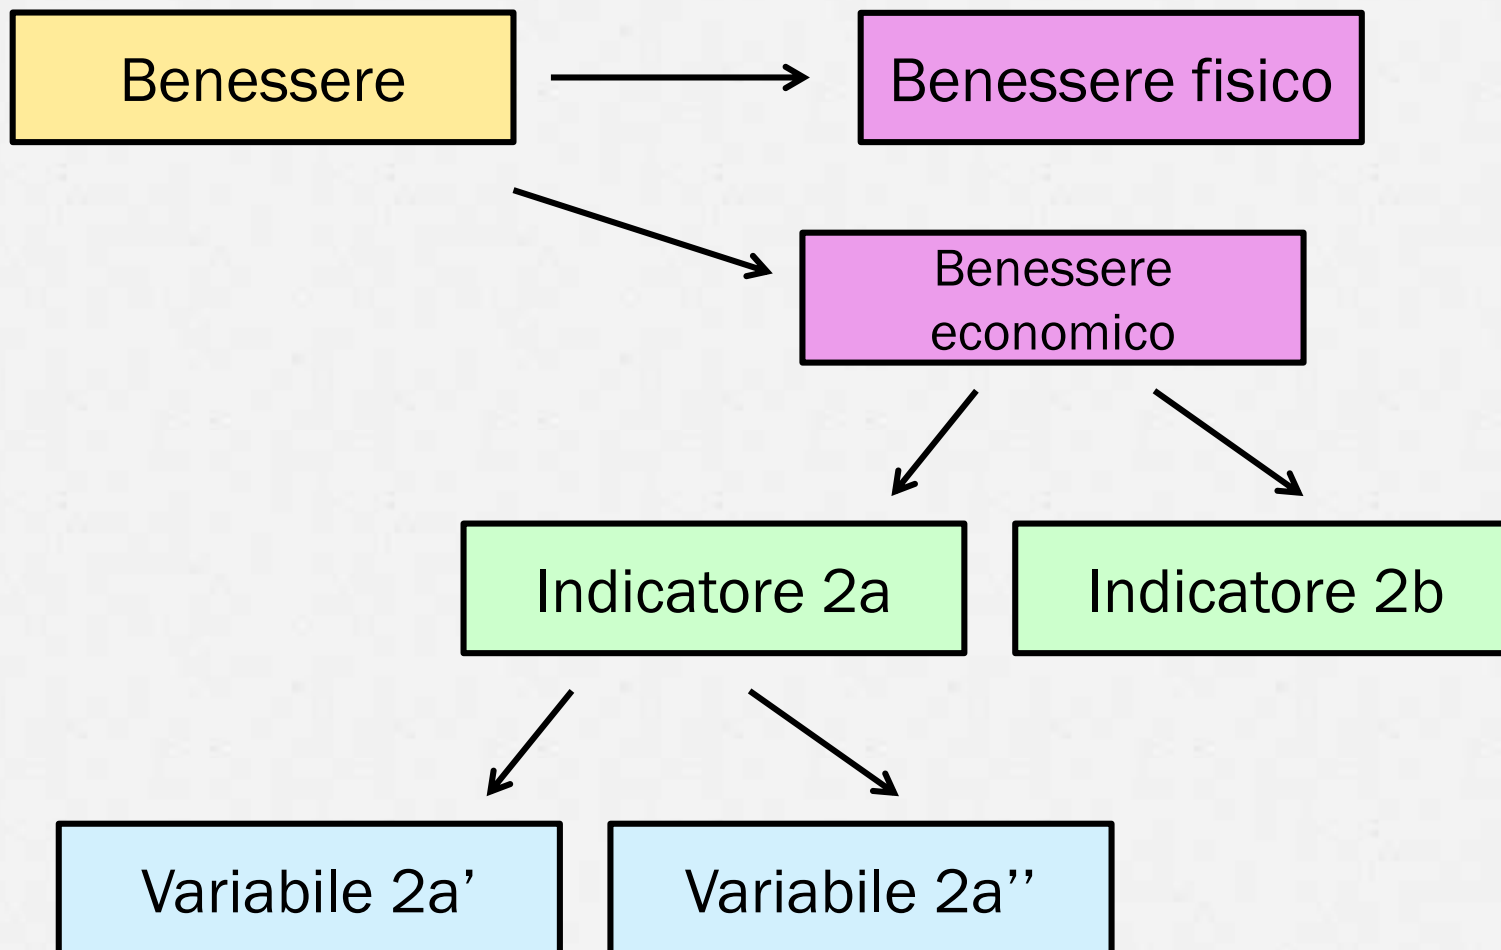 Benessere
Benessere fisico
Benessere
economico
Indicatore 2a
Indicatore 2b
Variabile 2a’
Variabile 2a’’